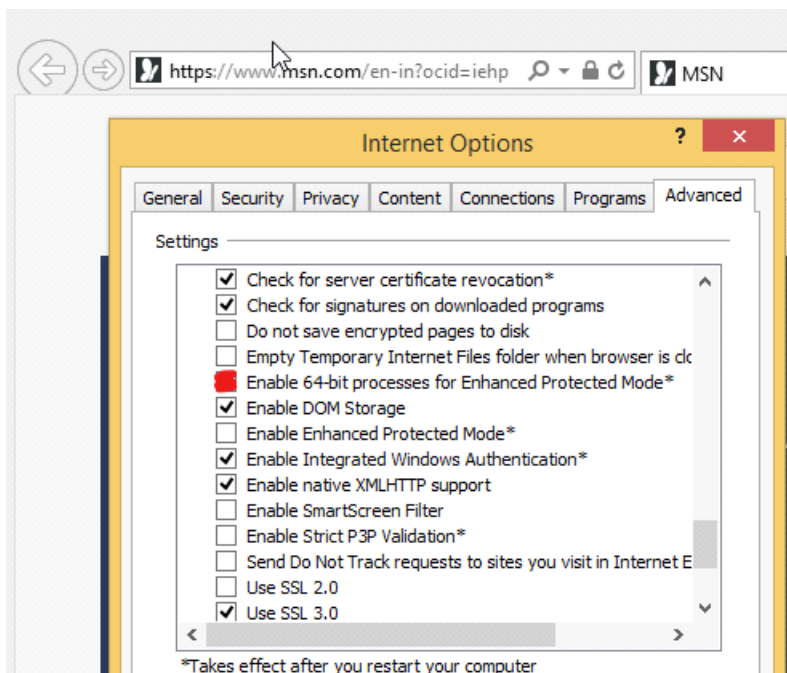 https://www.msn.com/en-in?ocid=iehp
MSN
Internet Options
?
General Security Privacy Content Connections Programs Advanced
Settings
Check for server certificate revocation*
Check for signatures on downloaded programs
Do not save encrypted pages to disk
Empty Temporary Internet Files folder when browser is clo
Enable 64-bit processes for Enhanced Protected Mode*
Enable DOM Storage
Enable Enhanced Protected Mode*
Enable Integrated Windows Authentication*
Enable native XMLHTTP support
Enable SmartScreen Filter
Enable Strict P3P Validation*
Send Do Not Track requests to sites you visit in Internet E
Use SSL 2.0
Use SSL 3.0
*Takes effect after you restart your computer